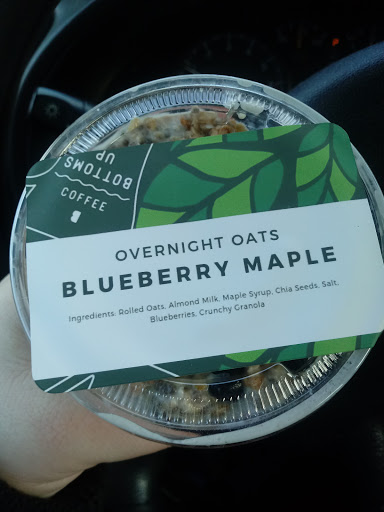 BOTTOMS
UP
COFFEE
OVERNIGHT OATS
BLUEBERRY MAPLE
Ingredients: Rolled Oats, Almond Milk, Maple Syrup, Chia Seeds, Salt,
Blueberries, Crunchy Granola